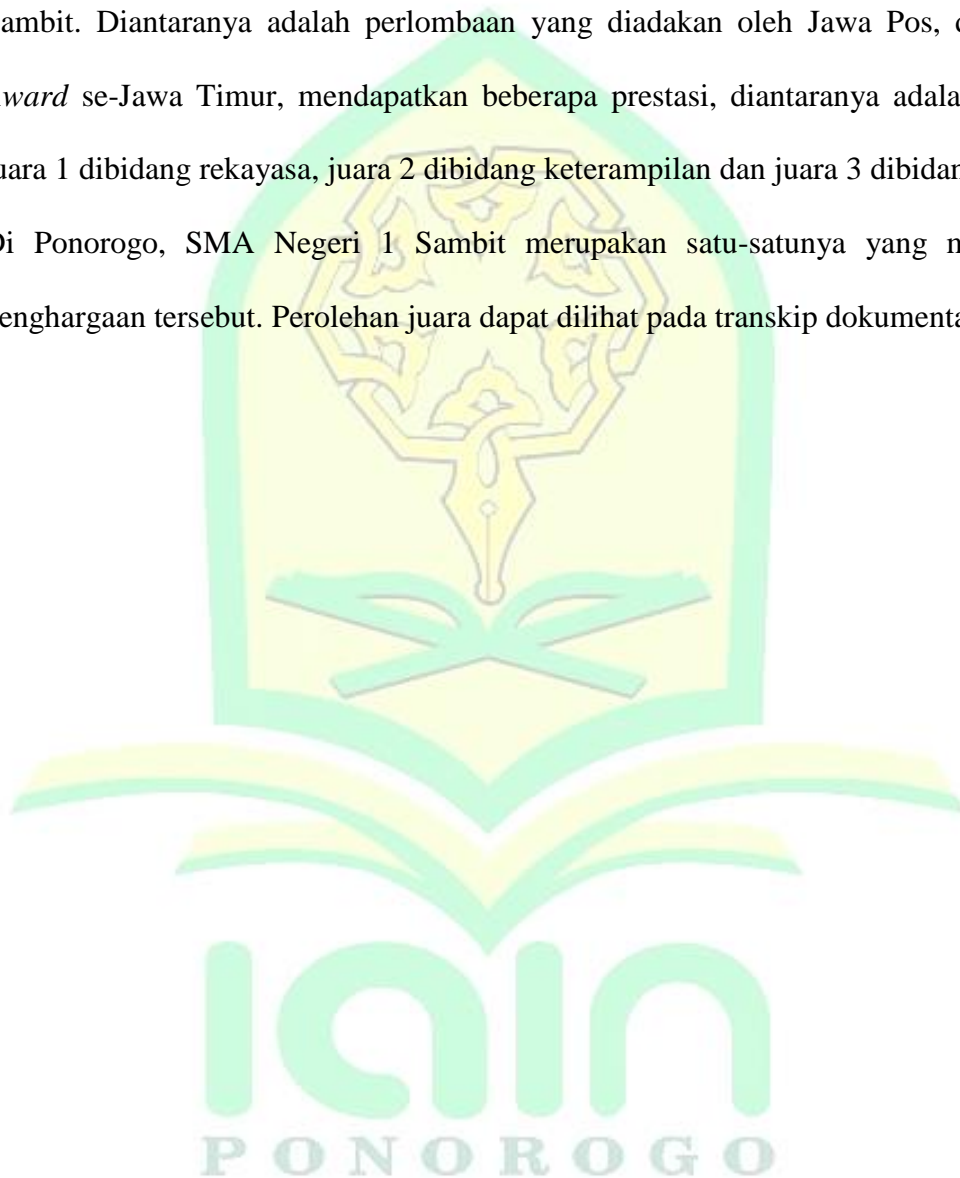 ambit. Diantaranya adalah perlombaan yang diadakan oleh Jawa Pos,
ward se-Jawa Timur, mendapatkan beberapa prestasi, diantaranya adala
uara 1 dibidang rekayasa, juara 2 dibidang keterampilan dan juara 3 dibidan
Di Ponorogo, SMA Negeri 1 Sambit merupakan satu-satunya yang m
enghargaan tersebut. Perolehan juara dapat dilihat pada transkip dokumenta
iain
PONOROGO